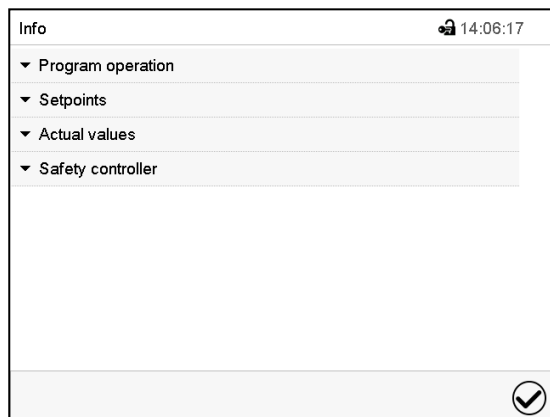 Info 14:06:17
Program operation
Setpoints
Actual values
Safety controller